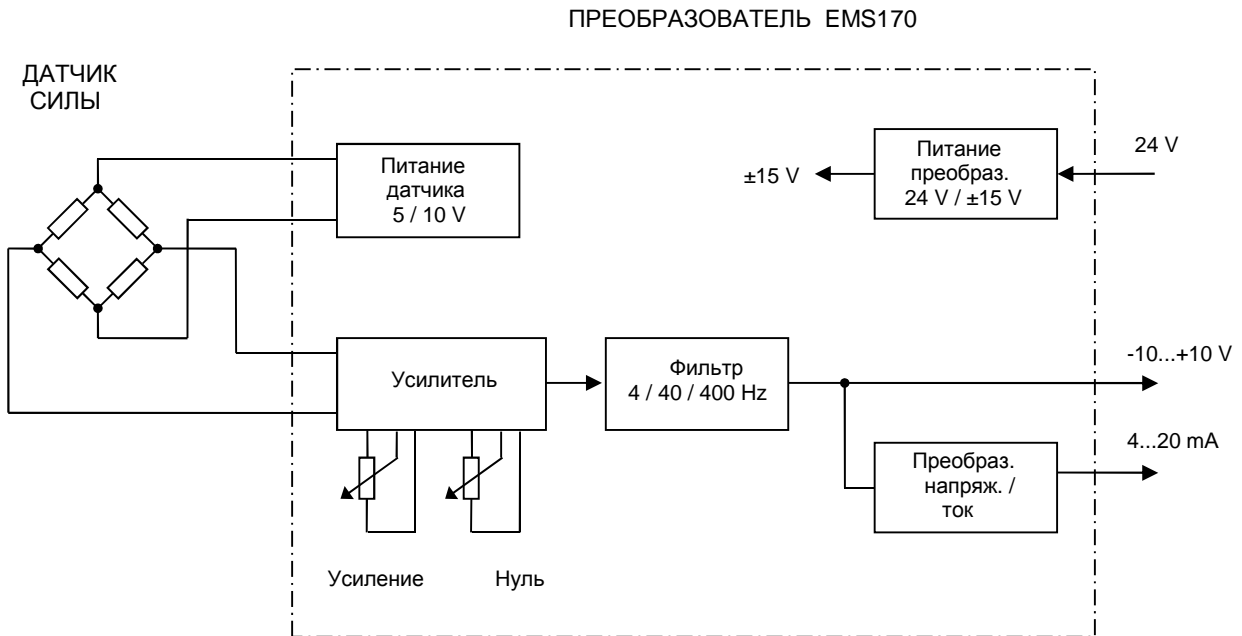 ПРЕОБРАЗОВАТЕЛЬ EMS170
ДАТЧИК
СИЛЫ
Питание
датчика
5 / 10 V
±15 V
Питание
преобраз.
24 V / ±15 V
24 V
Усилитель
Фильтр
4 / 40 / 400 Hz
-10...+10 V
4...20 mA
Преобраз.
напряж. /
ток
Усиление
Нуль